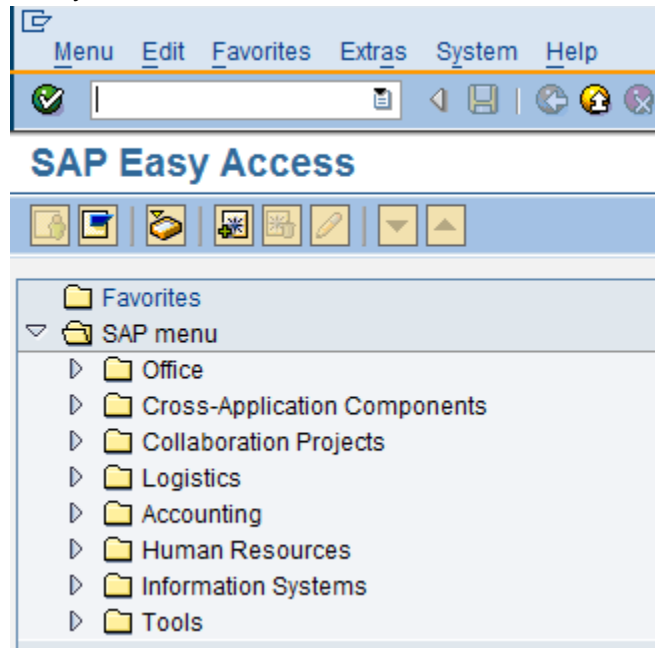 Menu Edit Favorites Extras System Help
SAP Easy Access
Favorites
SAP menu
Office
Cross-Application Components
Collaboration Projects
Logistics
Accounting
Human Resources
Information Systems
Tools